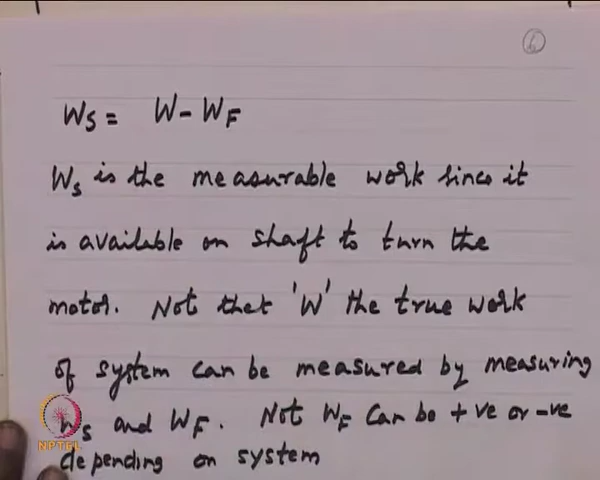 6
Ws = W - WF
Ws is the measurable work since it
is available on shaft to turn the
motor. Not that 'W' the true work
of system can be measured by measuring
Ws and WF. Not WF can be +ve or -ve
NPTEL
depending on system